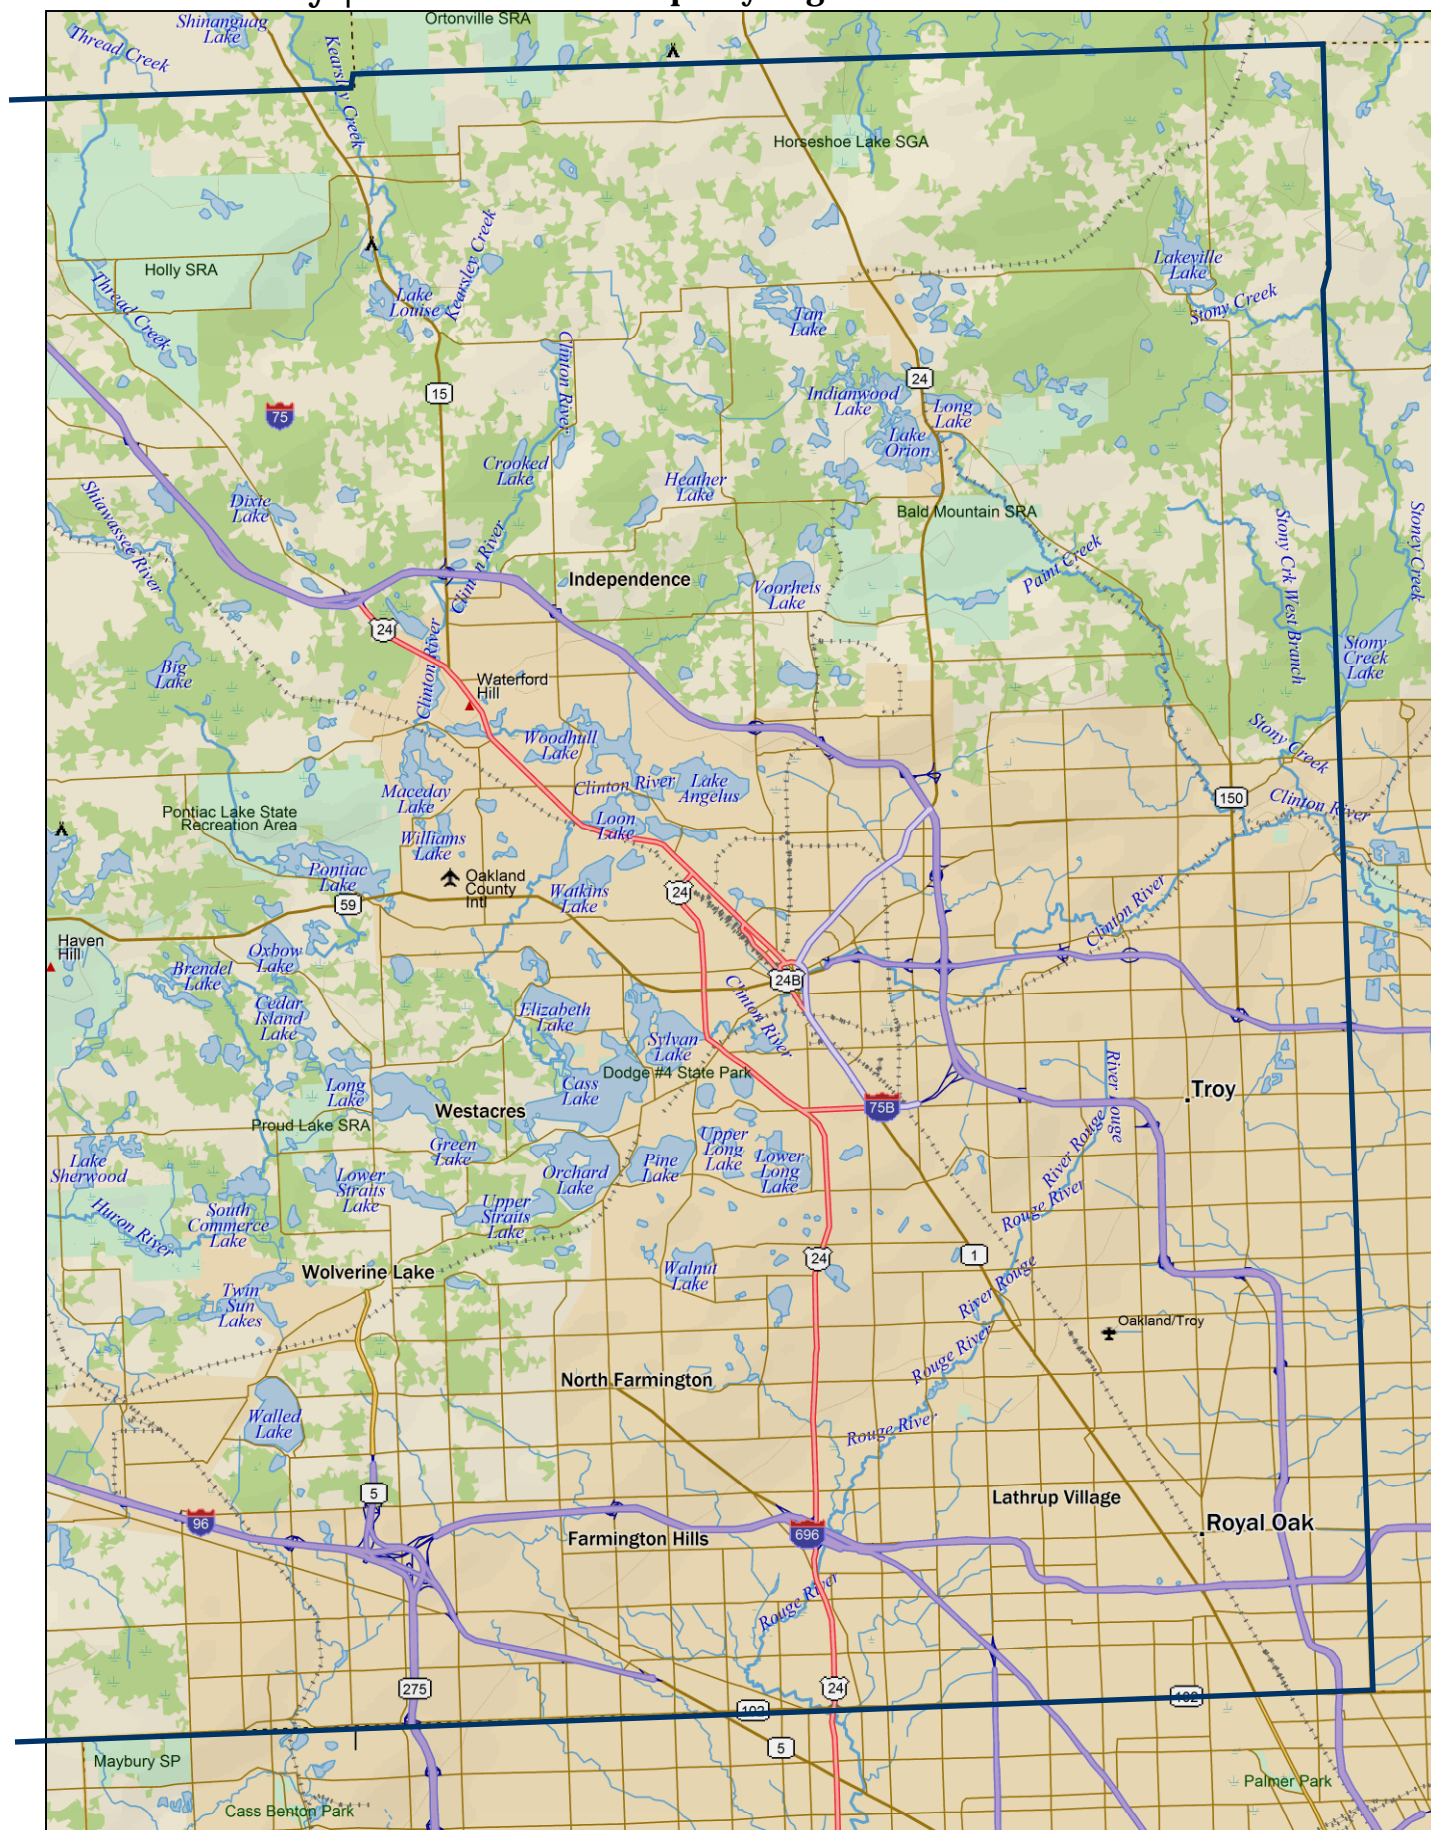 Ortonville SRA
Shinanguag
Lake
Thread Creek
Kearsley Creek
Horseshoe Lake SGA
Kearsley Creek
Holly SRA
Lakeville
Lake
Thread Creek
Lake
Louise
Stony Creek
Tan
Lake
Clinton River
24
15
Indianwood
Lake
Long
Lake
75
Lake
Orion
Crooked
Lake
Heather
Lake
Shiawassee River
Dixie
Lake
Bald Mountain SRA
Stony Crk West Branch
Stoney Creek
Clinton River
Paint Creek
Independence
Voorheis
Lake
24
Clinton River
Stony
Creek
Lake
Big
Lake
Waterford
Hill
Woodhull
Lake
Stony Creek
Clinton River
Lake
Angelus
Maceday
Lake
150
Clinton River
Pontiac Lake State
Recreation Area
Loon
Lake
Williams
Lake
Pontiac
Lake
Oakland
County
Intl
Watkins
Lake
24
59
Clinton River
Haven
Hill
Oxbow
Lake
Brendel
Lake
24B
Cedar
Island
Lake
Elizabeth
Lake
Clinton River
Sylvan
Lake
Dodge #4 State Park
River Rouge
Long
Lake
Cass
Lake
Troy
Westacres
75B
Proud Lake SRA
River Rouge
Green
Lake
Upper
Long
Lake
Lake
Sherwood
Lower
Straits
Lake
Orchard
Lake
Pine
Lake
Lower
Long
Lake
Rouge River
Huron River
South
Commerce
Lake
Upper
Straits
Lake
24
1
Wolverine Lake
Walnut
Lake
River Rouge
Twin
Sun
Lakes
Oakland/Troy
Rouge River
North Farmington
Walled
Lake
Rouge River
5
Lathrup Village
96
Farmington Hills
696
Royal Oak
Rouge River
275
24
102
102
5
Maybury SP
Palmer Park
Cass Benton Park